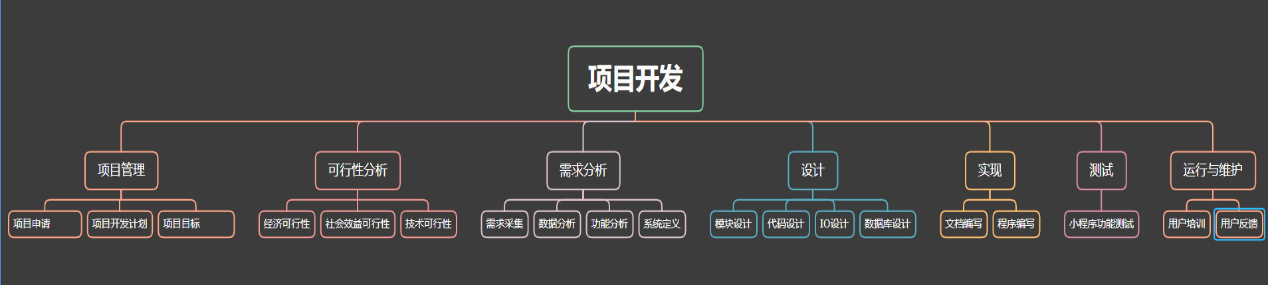 项目开发
项目管理
可行性分析
需求分析
设计
实现
测试
运行与维护
项目申请
项目开发计划
项目目标
经济可行性
社会效益可行性
技术可行性
需求采集
数据分析
功能分析
系统定义
模块设计
代码设计
IO设计
数据库设计
文档编写
程序编写
小程序功能测试
用户培训
用户反馈